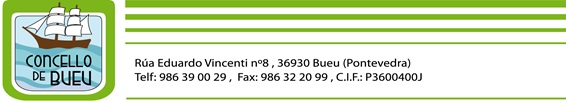 CONCELLO
DE BUEU
Rúa Eduardo Vincenti nº8 , 36930 Bueu (Pontevedra)
Telf: 986 39 00 29 , Fax: 986 32 20 99 , C.I.F.: P3600400J